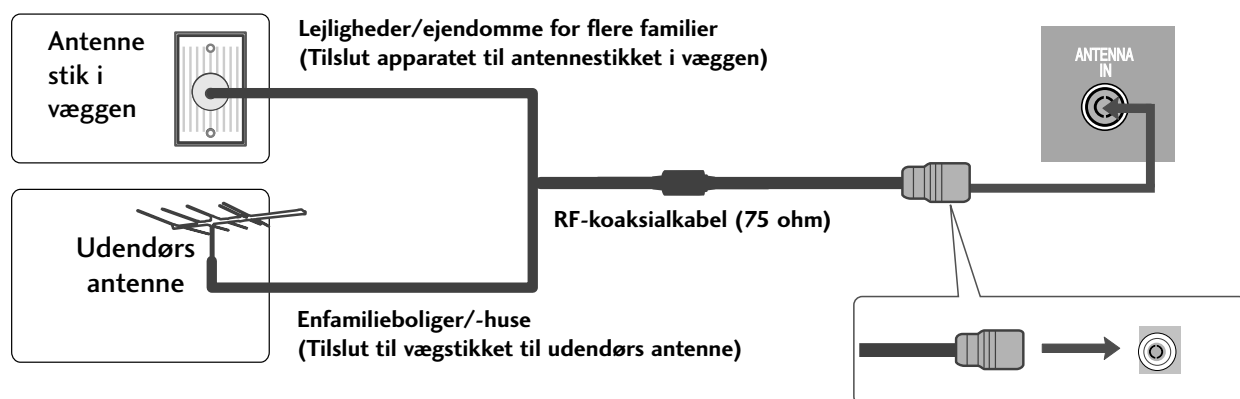 Antenne
stik i
væggen
Lejligheder/ejendomme for flere familier
(Tilslut apparatet til antennestikket i væggen)
ANTENNA
IN
RF-koaksialkabel (75 ohm)
Udendørs
antenne
Enfamilieboliger/-huse
(Tilslut til vægstikket til udendørs antenne)